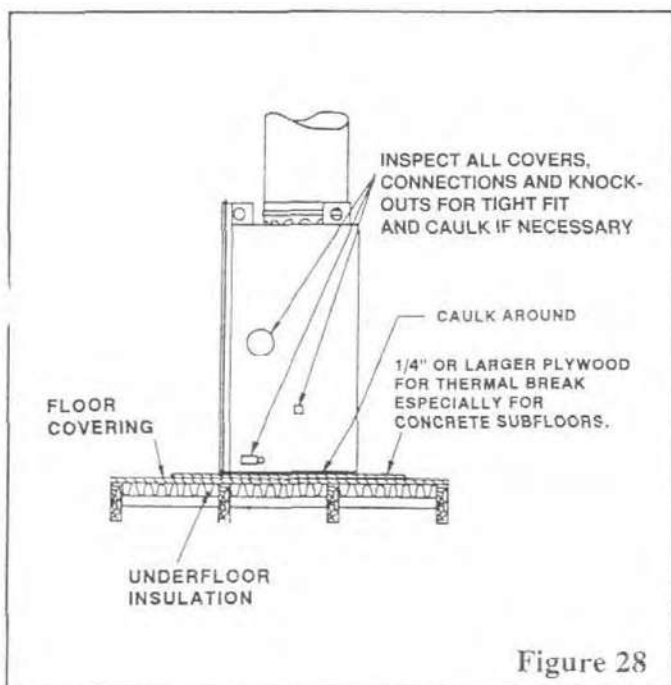 INSPECT ALL COVERS,
CONNECTIONS AND KNOCK-
OUTS FOR TIGHT FIT
AND CAULK IF NECESSARY
CAULK AROUND
1/4" OR LARGER PLYWOOD
FOR THERMAL BREAK
ESPECIALLY FOR
CONCRETE SUBFLOORS.
FLOOR
COVERING
UNDERFLOOR
INSULATION
Figure 28